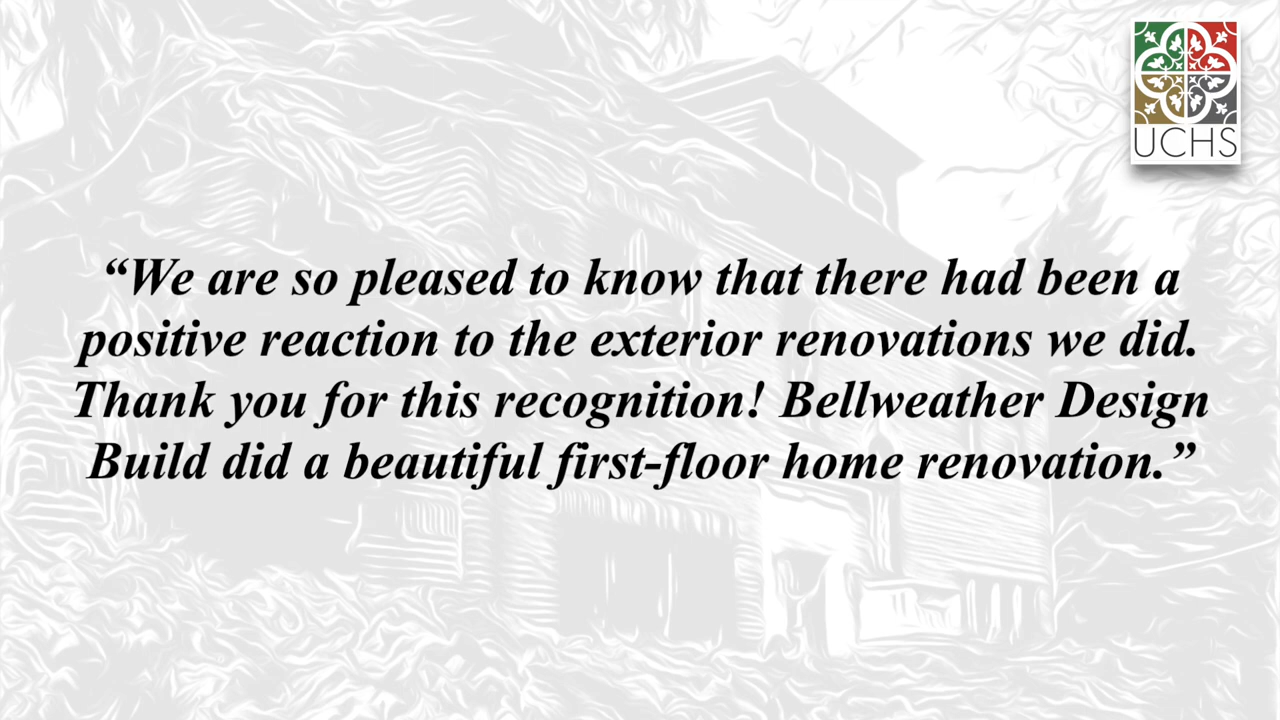 UCHS
“We are so pleased to know that there had been a
positive reaction to the exterior renovations we did.
Thank you for this recognition! Bellweather Design
Build did a beautiful first-floor home renovation.”